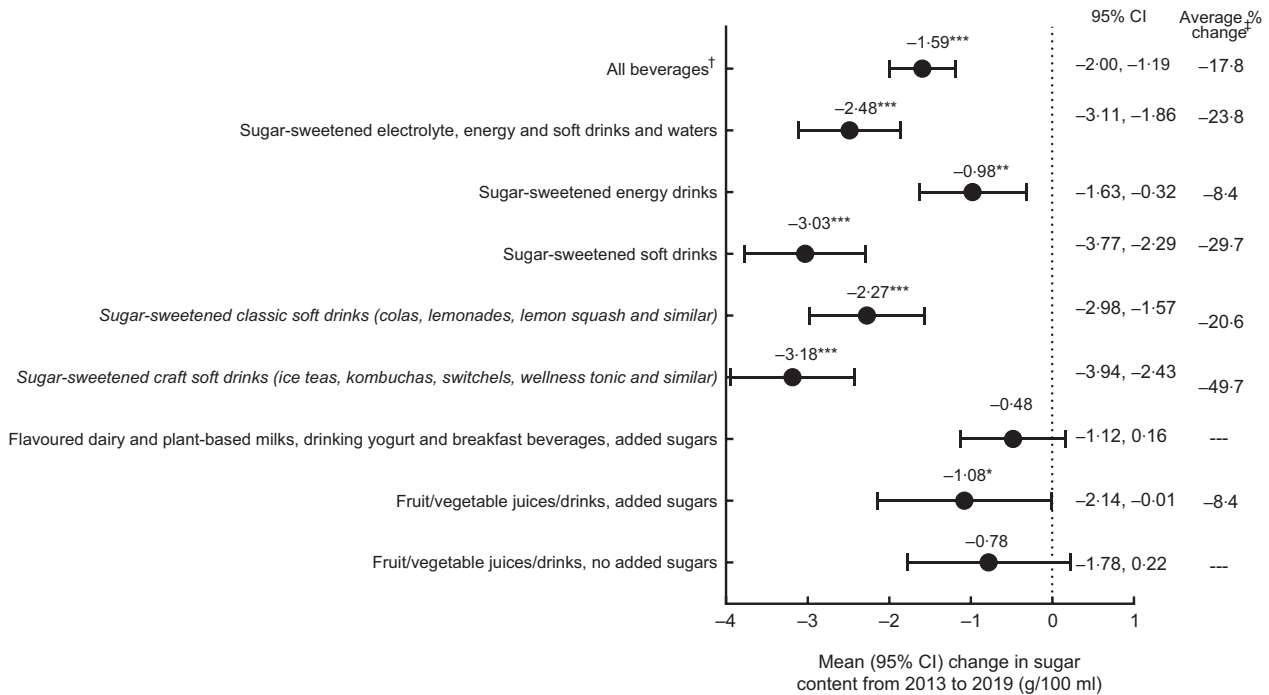 95% CI
Average %
change‡
All beverages† –1·59*** –2·00, –1·19 –17·8
Sugar-sweetened electrolyte, energy and soft drinks and waters –2·48*** –3·11, –1·86 –23·8
Sugar-sweetened energy drinks –0·98** –1·63, –0·32 –8·4
Sugar-sweetened soft drinks –3·03*** –3·77, –2·29 –29·7
Sugar-sweetened classic soft drinks (colas, lemonades, lemon squash and similar) –2·27*** –2·98, –1·57 –20·6
Sugar-sweetened craft soft drinks (ice teas, kombuchas, switchels, wellness tonic and similar) –3·18*** –3·94, –2·43 –49·7
Flavoured dairy and plant-based milks, drinking yogurt and breakfast beverages, added sugars –0·48 –1·12, 0·16 ---
Fruit/vegetable juices/drinks, added sugars –1·08* –2·14, –0·01 –8·4
Fruit/vegetable juices/drinks, no added sugars –0·78 –1·78, 0·22 ---
–4 –3 –2 –1 0 1
Mean (95% CI) change in sugar
content from 2013 to 2019 (g/100 ml)